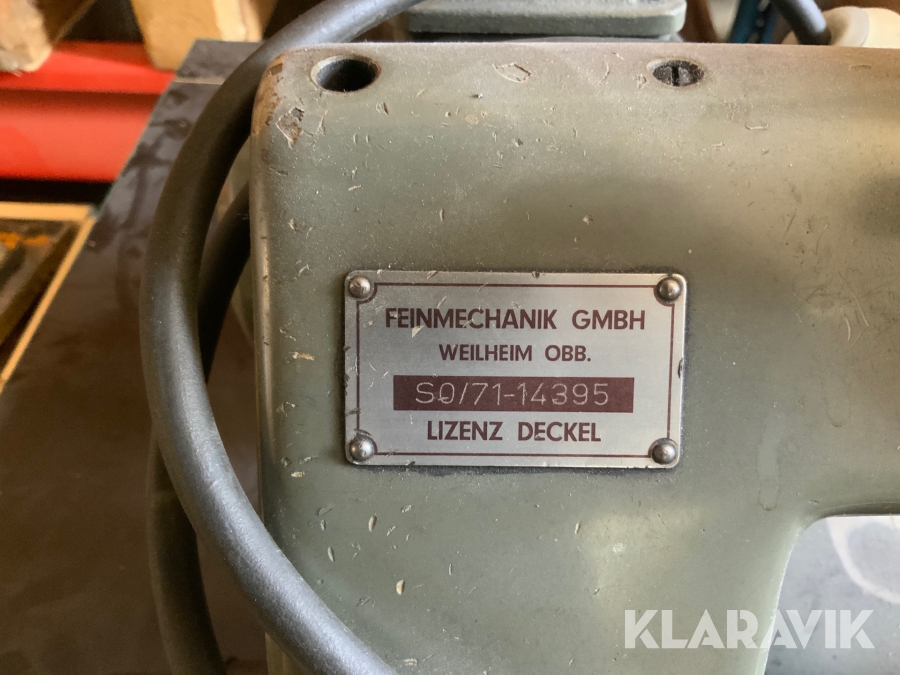 FEINMECHANIK GMBH
WEILHEIM OBB.
S0/71-14395
LIZENZ DECKEL
KLARAVIK